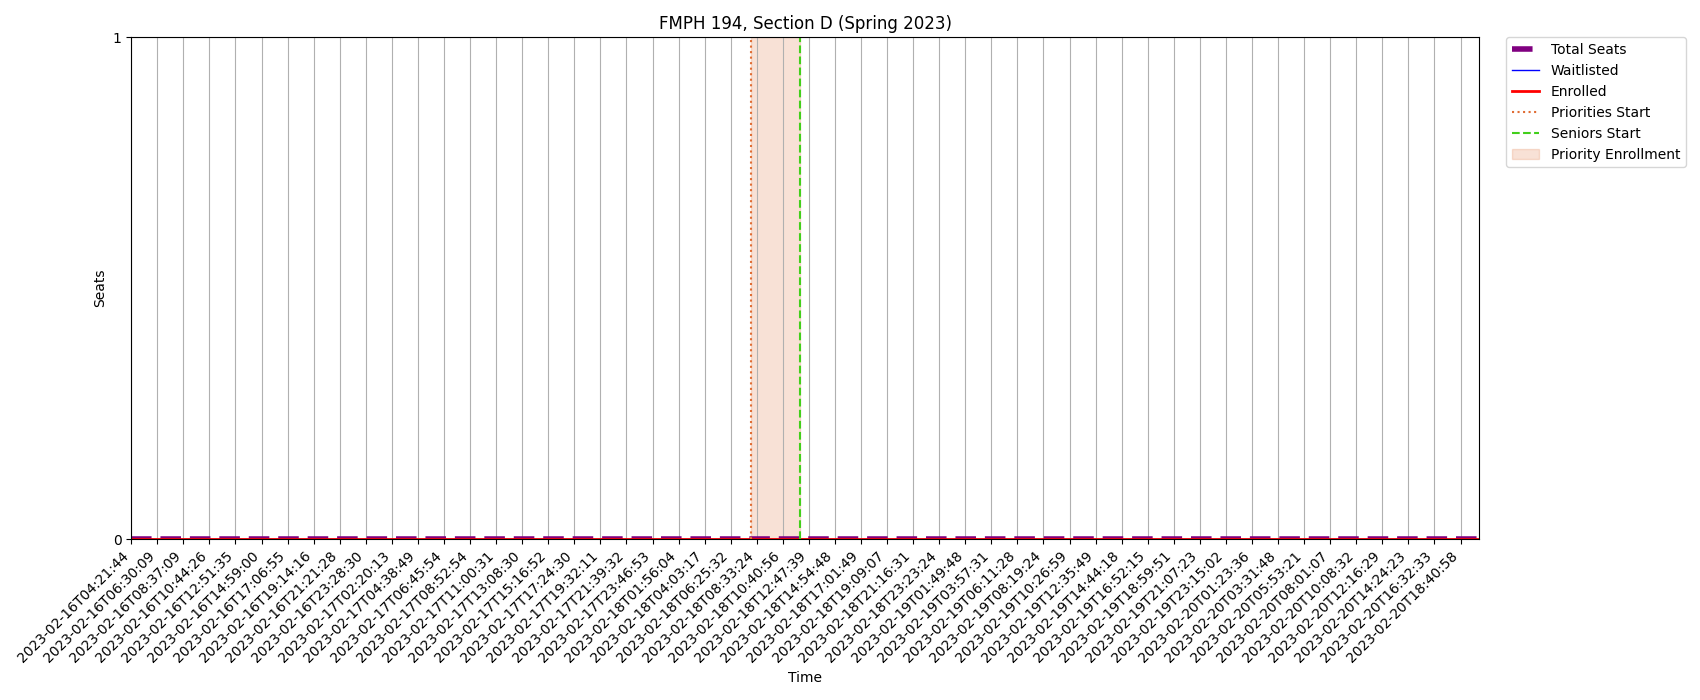 FMPH 194, Section D (Spring 2023)
1
Total Seats
Waitlisted
Enrolled
Priorities Start
Seniors Start
Priority Enrollment
Seats
0
2023-02-16T04:21:44
2023-02-16T06:30:09
2023-02-16T08:37:09
2023-02-16T10:44:26
2023-02-16T12:51:35
2023-02-16T14:59:00
2023-02-16T17:06:55
2023-02-16T19:14:16
2023-02-16T21:21:28
2023-02-16T23:28:30
2023-02-17T02:20:13
2023-02-17T04:38:49
2023-02-17T06:45:54
2023-02-17T08:52:54
2023-02-17T11:00:31
2023-02-17T13:08:30
2023-02-17T15:16:52
2023-02-17T17:24:30
2023-02-17T19:32:11
2023-02-17T21:39:32
2023-02-17T23:46:53
2023-02-18T01:56:04
2023-02-18T04:03:17
2023-02-18T06:25:32
2023-02-18T08:33:24
2023-02-18T10:40:56
2023-02-18T12:47:39
2023-02-18T14:54:48
2023-02-18T17:01:49
2023-02-18T19:09:07
2023-02-18T21:16:31
2023-02-18T23:23:24
2023-02-19T01:49:48
2023-02-19T03:57:31
2023-02-19T06:11:28
2023-02-19T08:19:24
2023-02-19T10:26:59
2023-02-19T12:35:49
2023-02-19T14:44:18
2023-02-19T16:52:15
2023-02-19T18:59:51
2023-02-19T21:07:23
2023-02-19T23:15:02
2023-02-20T01:23:36
2023-02-20T03:31:48
2023-02-20T05:53:21
2023-02-20T08:01:07
2023-02-20T10:08:32
2023-02-20T12:16:29
2023-02-20T14:24:23
2023-02-20T16:32:33
2023-02-20T18:40:58
Time